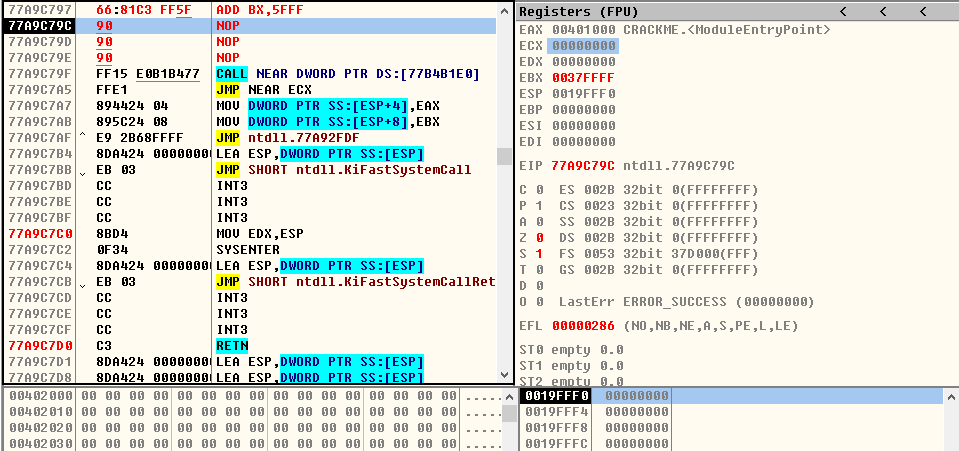 77A9C797 66:81C3 FF5F ADD BX,5FFF
77A9C79C 90 NOP
77A9C79D 90 NOP
77A9C79E 90 NOP
77A9C79F FF15 E0B1B477 CALL NEAR DWORD PTR DS:[77B4B1E0]
77A9C7A5 FFE1 JMP NEAR ECX
77A9C7A7 894424 04 MOV DWORD PTR SS:[ESP+4],EAX
77A9C7AB 895C24 08 MOV DWORD PTR SS:[ESP+8],EBX
77A9C7AF ^ E9 2B68FFFF JMP ntdll.77A92FDF
77A9C7B4 8DA424 0000000 LEA ESP,DWORD PTR SS:[ESP]
77A9C7BB ⌄ EB 03 JMP SHORT ntdll.KiFastSystemCall
77A9C7BD CC INT3
77A9C7BE CC INT3
77A9C7BF CC INT3
77A9C7C0 8BD4 MOV EDX,ESP
77A9C7C2 0F34 SYSENTER
77A9C7C4 8DA424 0000000 LEA ESP,DWORD PTR SS:[ESP]
77A9C7CB ⌄ EB 03 JMP SHORT ntdll.KiFastSystemCallRet
77A9C7CD CC INT3
77A9C7CE CC INT3
77A9C7CF CC INT3
77A9C7D0 C3 RETN
77A9C7D1 8DA424 0000000 LEA ESP,DWORD PTR SS:[ESP]
77A9C7D8 8DA424 0000000 LEA ESP,DWORD PTR SS:[ESP]
Registers (FPU) < < <
EAX 00401000 CRACKME.<ModuleEntryPoint>
ECX 00000000
EDX 00000000
EBX 0037FFFF
ESP 0019FFF0
EBP 00000000
ESI 00000000
EDI 00000000
EIP 77A9C79C ntdll.77A9C79C
C 0 ES 002B 32bit 0(FFFFFFFF)
P 1 CS 0023 32bit 0(FFFFFFFF)
A 0 SS 002B 32bit 0(FFFFFFFF)
Z 0 DS 002B 32bit 0(FFFFFFFF)
S 1 FS 0053 32bit 37D000(FFF)
T 0 GS 002B 32bit 0(FFFFFFFF)
D 0
O 0 LastErr ERROR_SUCCESS (00000000)
EFL 00000286 (NO,NB,NE,A,S,PE,L,LE)
ST0 empty 0.0
ST1 empty 0.0
ST2 empty 0.0
00402000 00 00 00 00 00 00 00 00 00 00 00 00 00 00 00 00 .....
00402010 00 00 00 00 00 00 00 00 00 00 00 00 00 00 00 00 .....
00402020 00 00 00 00 00 00 00 00 00 00 00 00 00 00 00 00 .....
00402030 00 00 00 00 00 00 00 00 00 00 00 00 00 00 00 00 .....
0019FFF0 00000000
0019FFF4 00000000
0019FFF8 00000000
0019FFFC 00000000